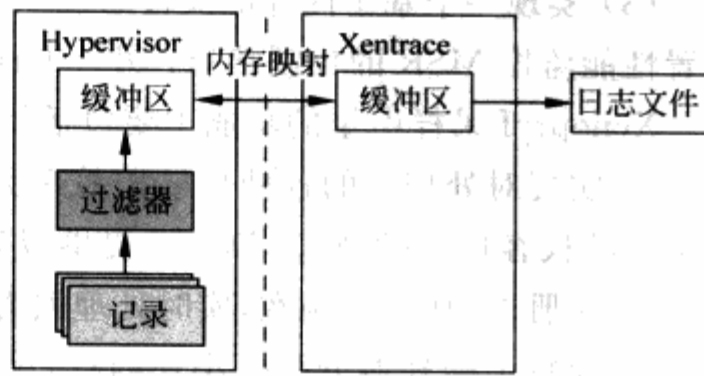 Hypervisor
Xentrace
内存映射
缓冲区
缓冲区
日志文件
过滤器
记录